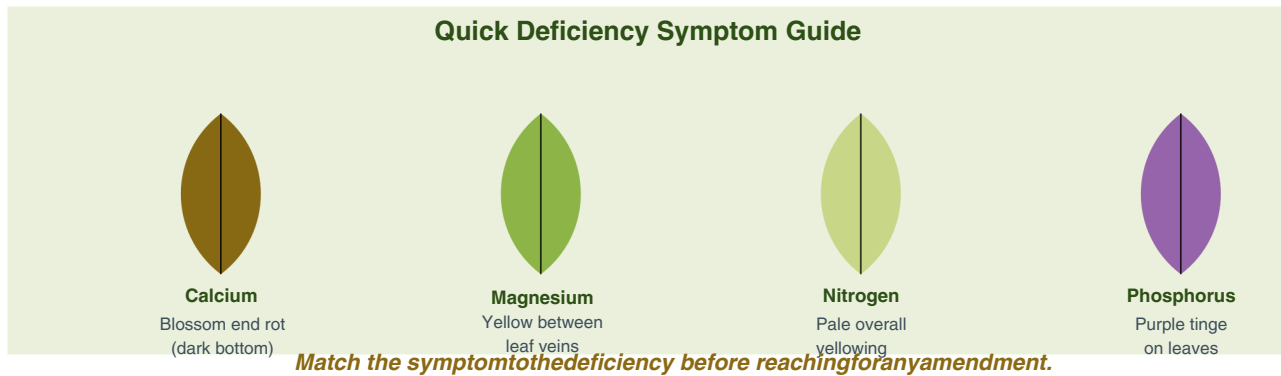 Quick Deficiency Symptom Guide
Calcium
Blossom end rot
(dark bottom)
Magnesium
Yellow between
leaf veins
Nitrogen
Pale overall
yellowing
Phosphorus
Purple tinge
on leaves
Match the symptomtothedeficiency before reachingforanyamendment.